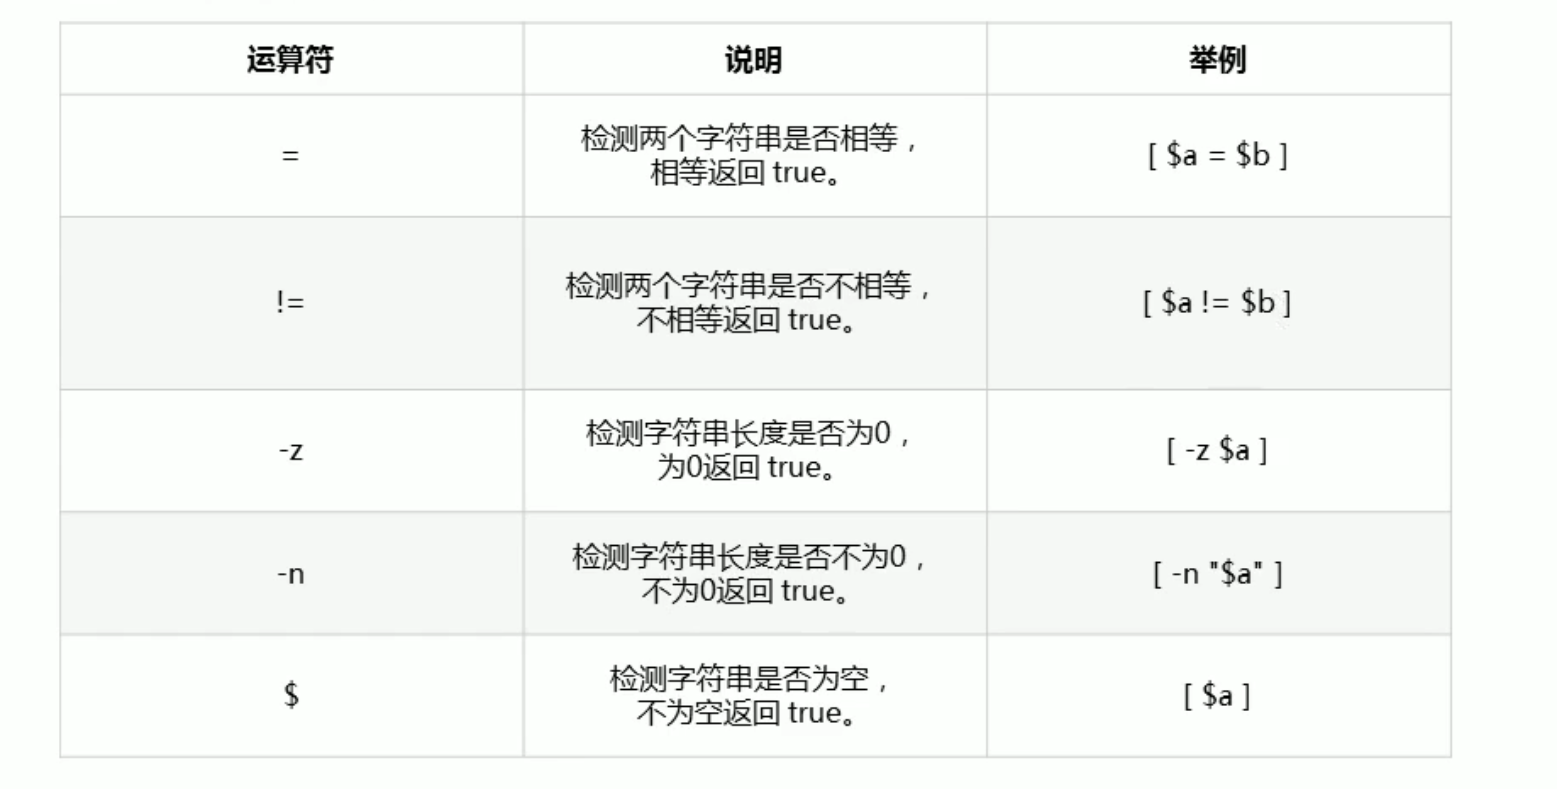 运算符 说明 举例
= 检测两个字符串是否相等，
相等返回 true。 [ $a = $b ]
!= 检测两个字符串是否不相等，
不相等返回 true。 [ $a != $b ]
-z 检测字符串长度是否为0，
为0返回 true。 [ -z $a ]
-n 检测字符串长度是否不为0，
不为0返回 true。 [ -n "$a" ]
$ 检测字符串是否为空，
不为空返回 true。 [ $a ]